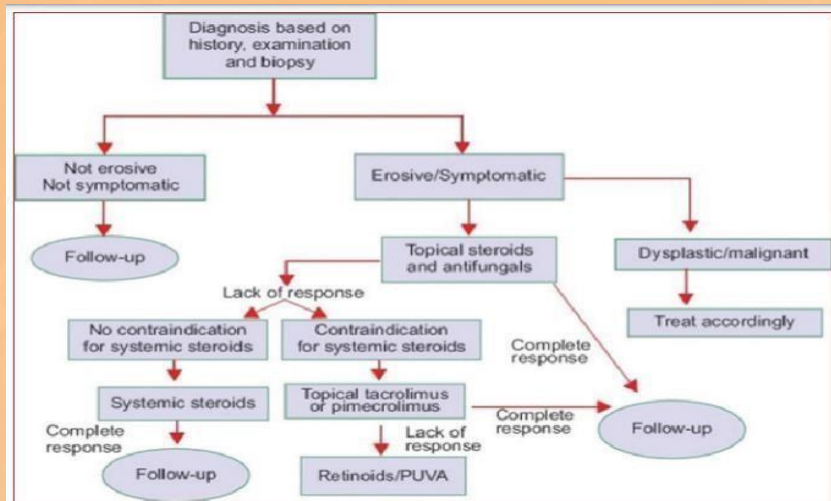 Diagnosis based on
history, examination
and biopsy
Not erosive
Not symptomatic
Erosive/Symptomatic
Follow-up
Topical steroids
and antifungals
Dysplastic/malignant
Lack of response
Treat accordingly
No contraindication
for systemic steroids
Contraindication
for systemic steroids
Complete
response
Systemic steroids
Topical tacrolimus
or pimecrolimus
Complete
response
Follow-up
Complete
response
Lack of
response
Follow-up
Retinoids/PUVA